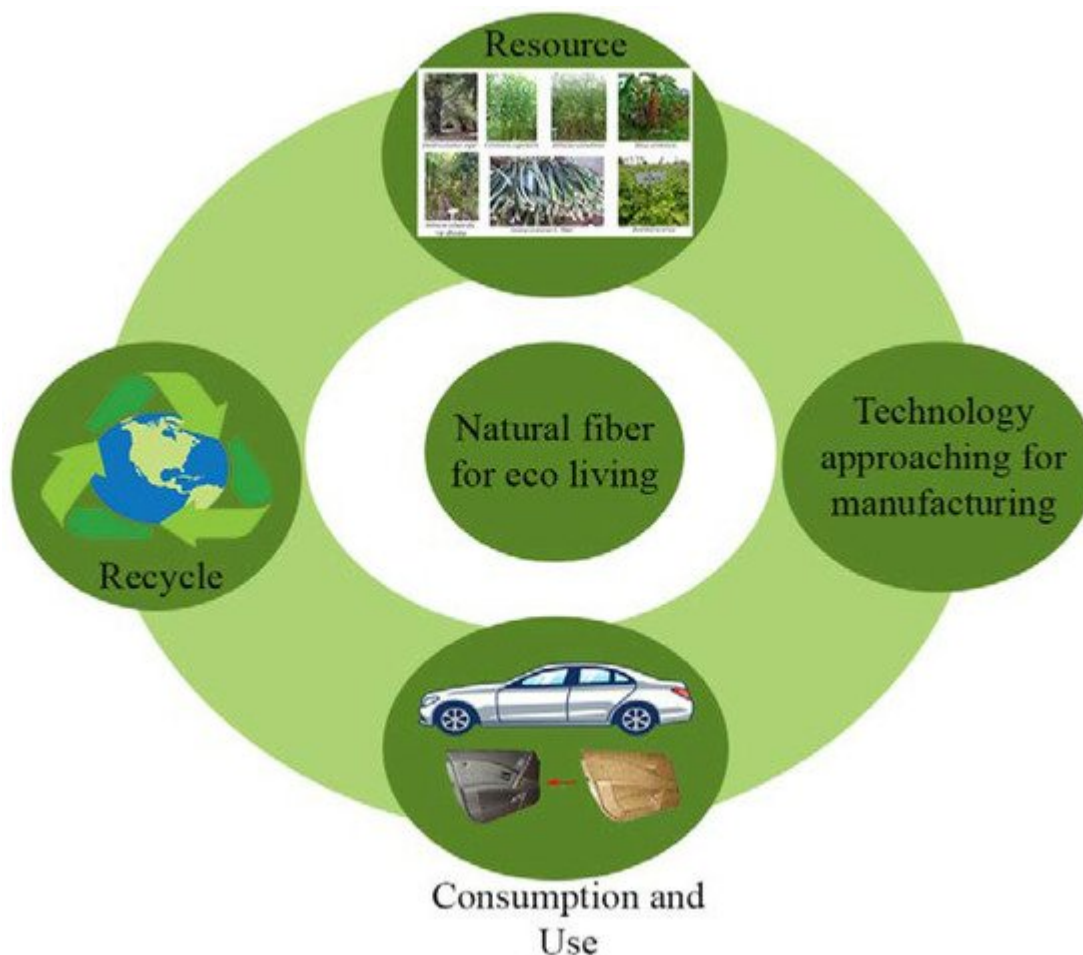 Resource
Natural fiber
for eco living
Technology
approaching for
manufacturing
Recycle
Consumption and
Use